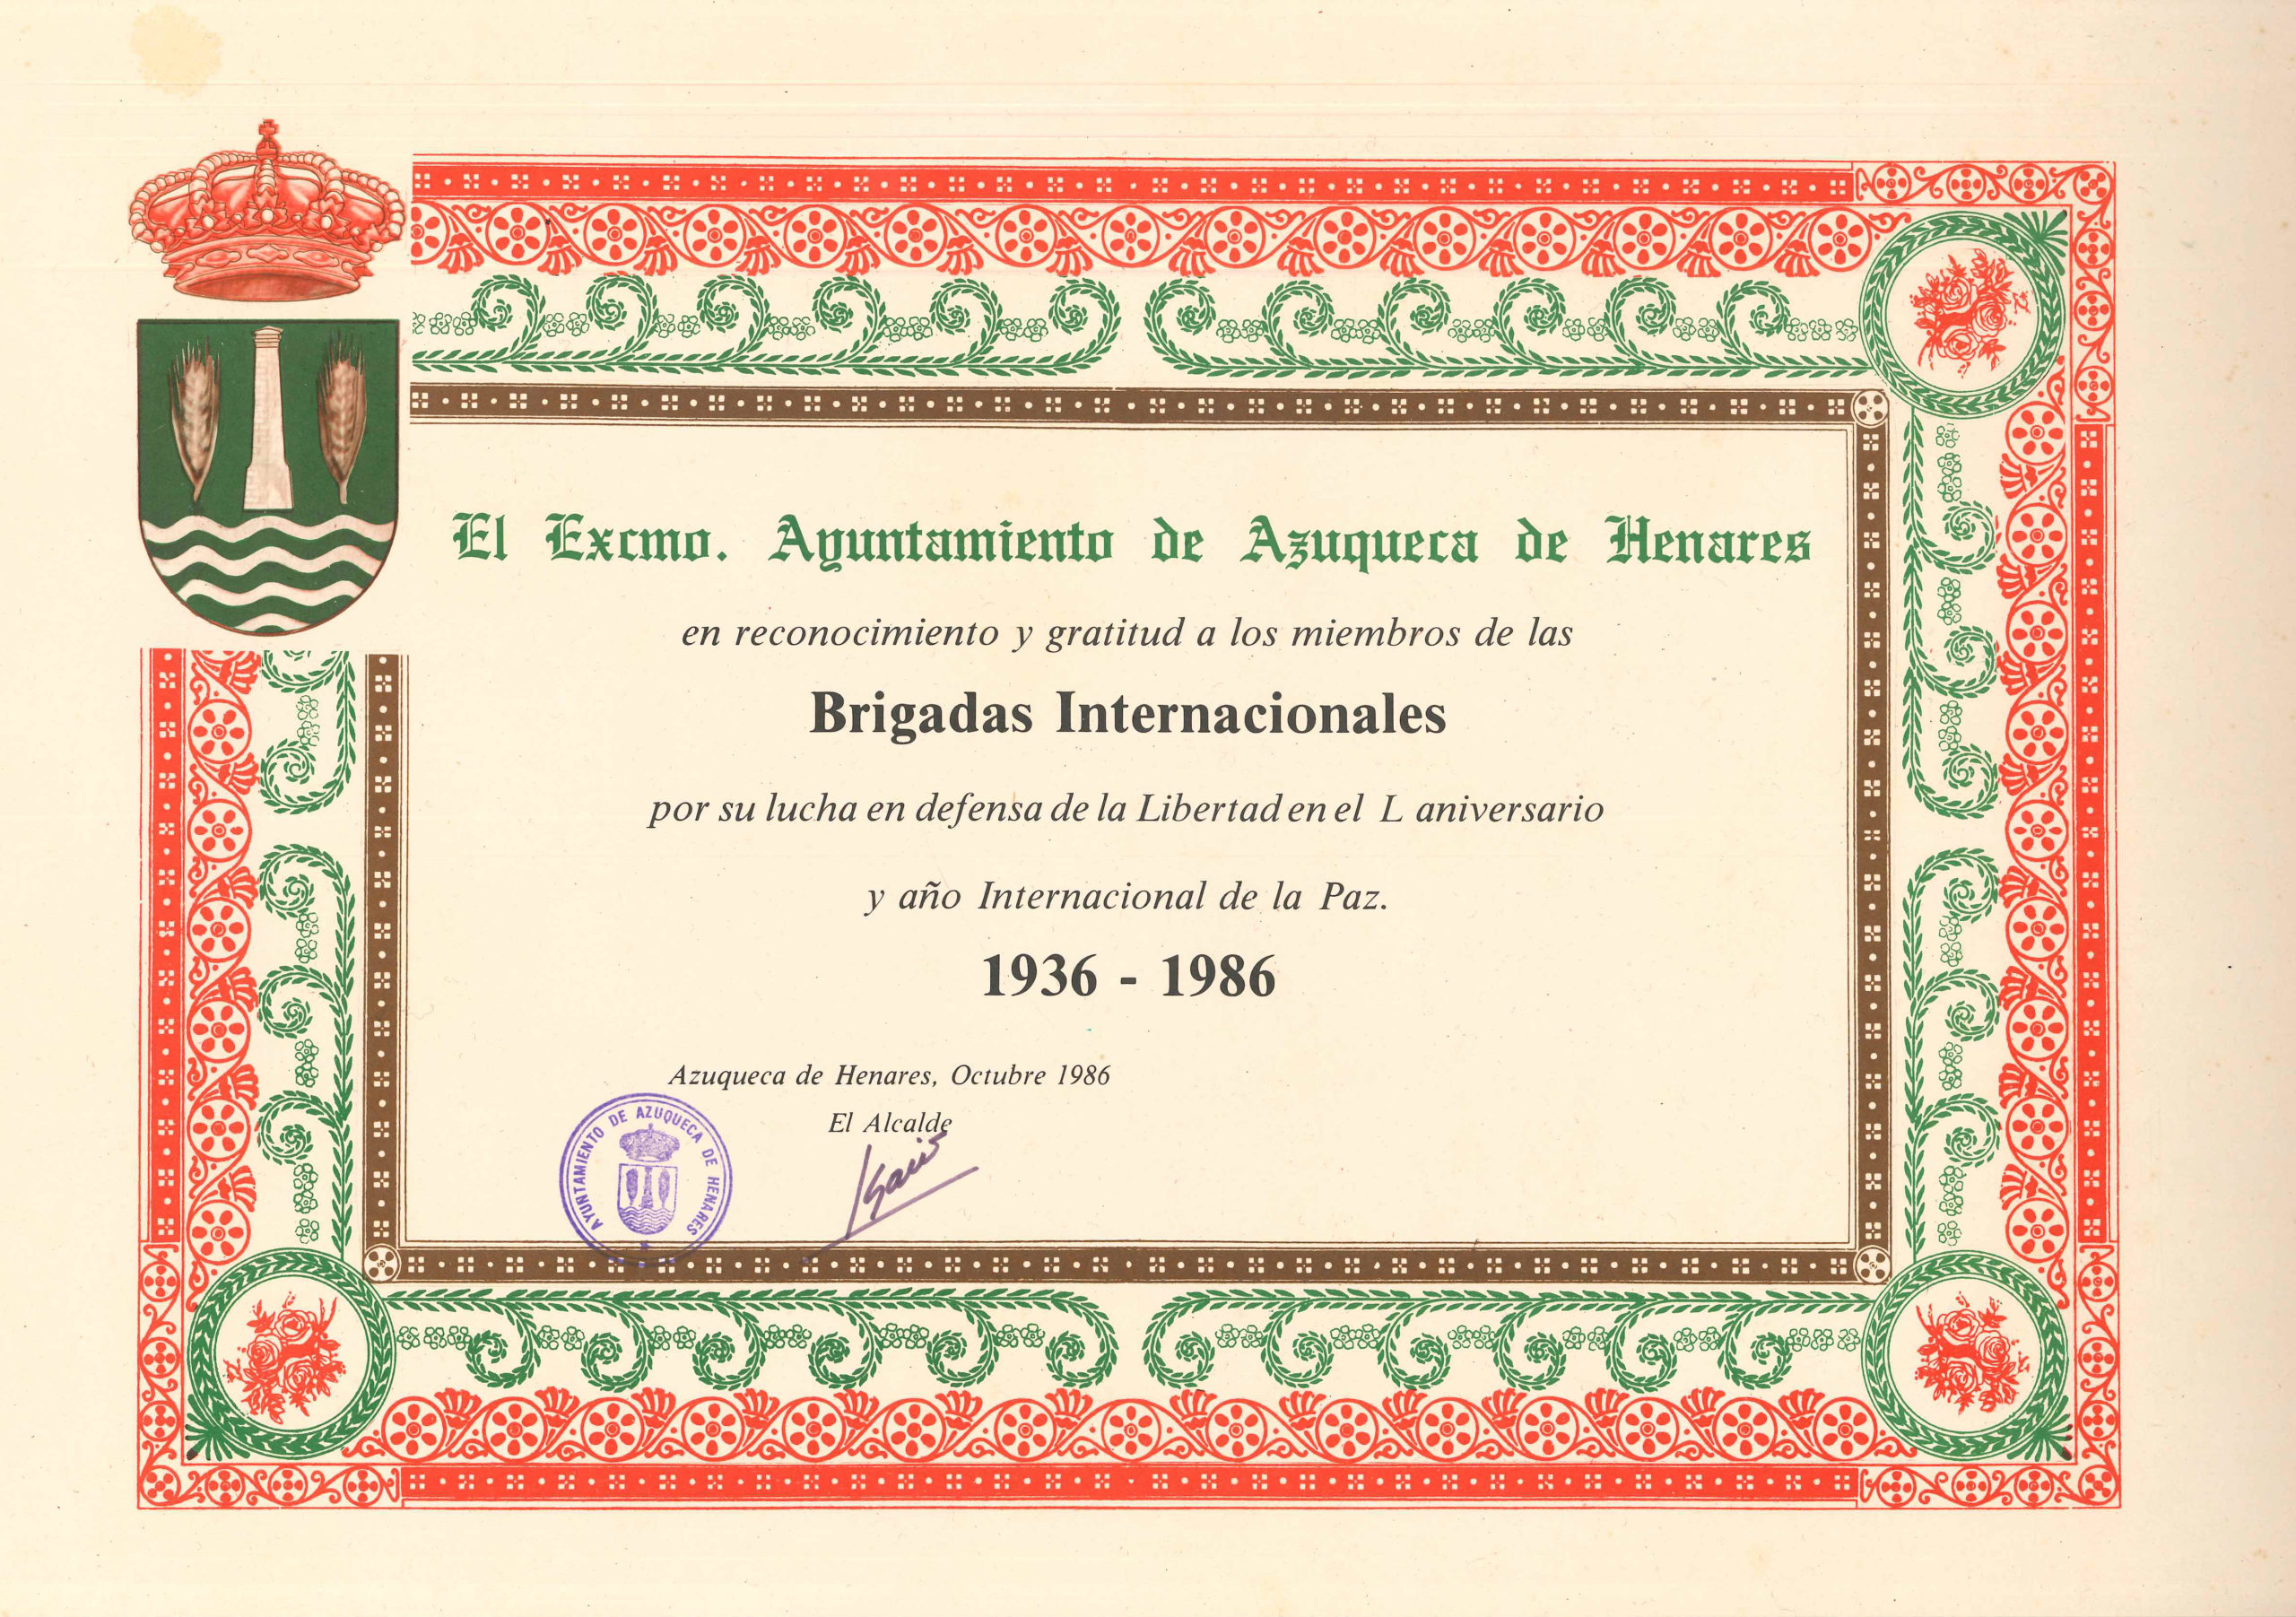 El Excmo. Ayuntamiento de Azuqueca de Henares
en reconocimiento y gratitud a los miembros de las
Brigadas Internacionales
por su lucha en defensa de la Libertad en el L aniversario
y año Internacional de la Paz.
1936 - 1986
Azuqueca de Henares, Octubre 1986
El Alcalde
AYUNTAMIENTO DE AZUQUECA DE HENARES